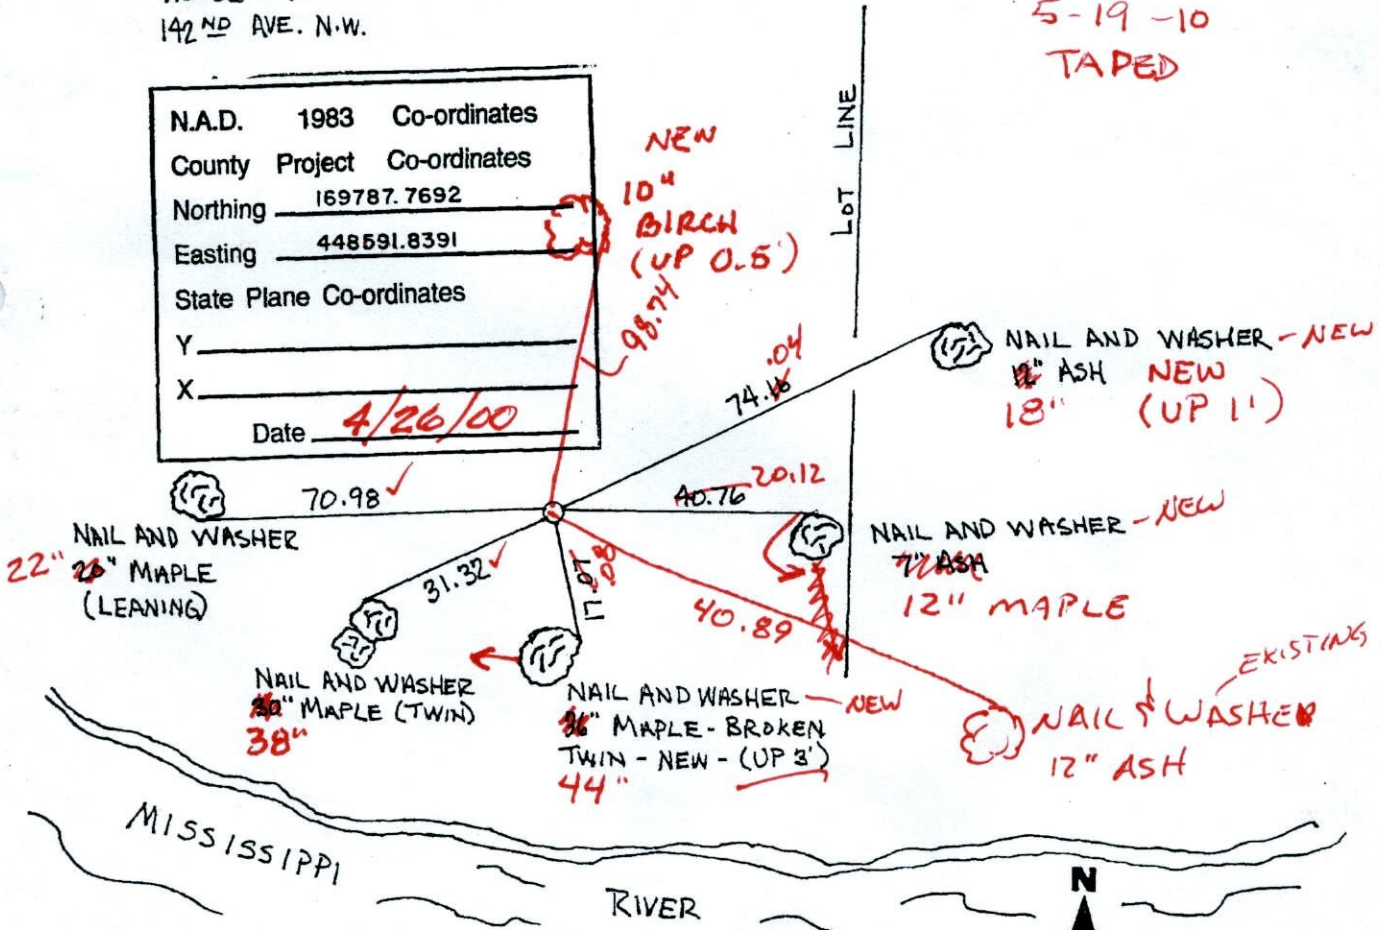 142ND AVE. N.W.
5-19-10
TAPED
N.A.D. 1983 Co-ordinates
County Project Co-ordinates
Northing 169787.7692
Easting 448591.8391
State Plane Co-ordinates
Y
X
Date 4/26/00
NEW
10"
BIRCH
(UP 0.5')
98.74
LOT LINE
74.16
.04
NAIL AND WASHER - NEW
12" ASH NEW
18" (UP 1')
70.98 ✓
NAIL AND WASHER
22" 20" MAPLE
(LEANING)
40.76 20.12
NAIL AND WASHER - NEW
7" ASH
12" MAPLE
31.32 ✓
NAIL AND WASHER
30" MAPLE (TWIN)
38"
17.07
.08
NAIL AND WASHER - NEW
36" MAPLE - BROKEN
TWIN - NEW - (UP 3')
44"
40.89
EXISTING
NAIL & WASHER
12" ASH
MISSISSIPPI
RIVER
N